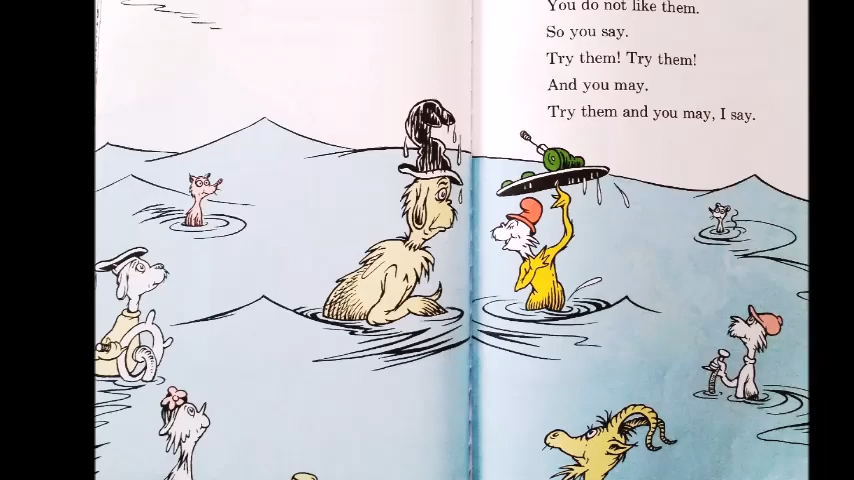 You do not like them.
So you say.
Try them! Try them!
And you may.
Try them and you may, I say.